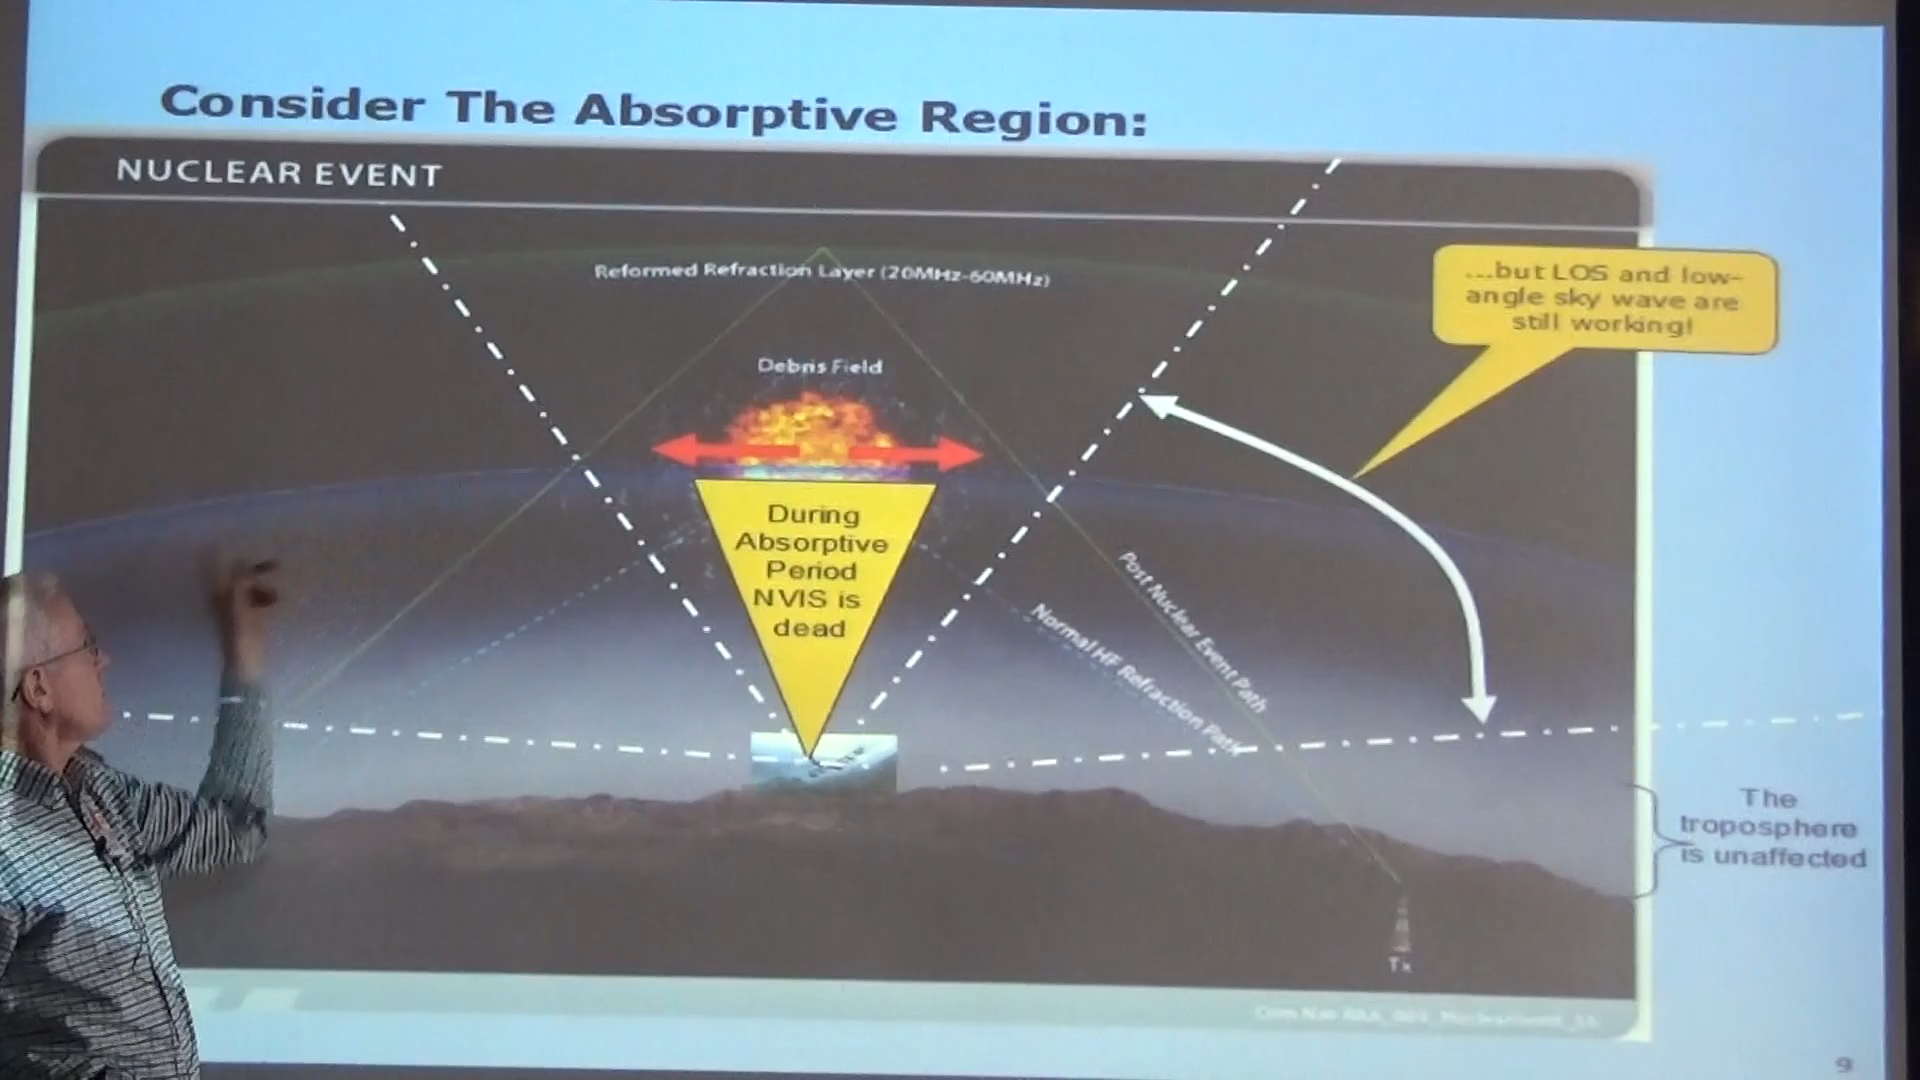 Consider The Absorptive Region:
NUCLEAR EVENT
Reformed Refraction Layer (20MHz-60MHz)
...but LOS and low-
angle sky wave are
still working!
Debris Field
During
Absorptive
Period
NVIS is
dead
Post Nuclear Event Path
Normal HF Refraction Path
The
troposphere
is unaffected
Tx
9